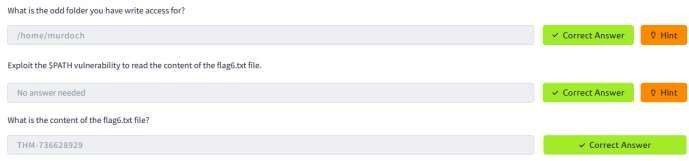 What is the odd folder you have write access for?
/home/murdoch ✓ Correct Answer Hint
Exploit the $PATH vulnerability to read the content of the flag6.txt file.
No answer needed ✓ Correct Answer Hint
What is the content of the flag6.txt file?
THM-736628929 ✓ Correct Answer